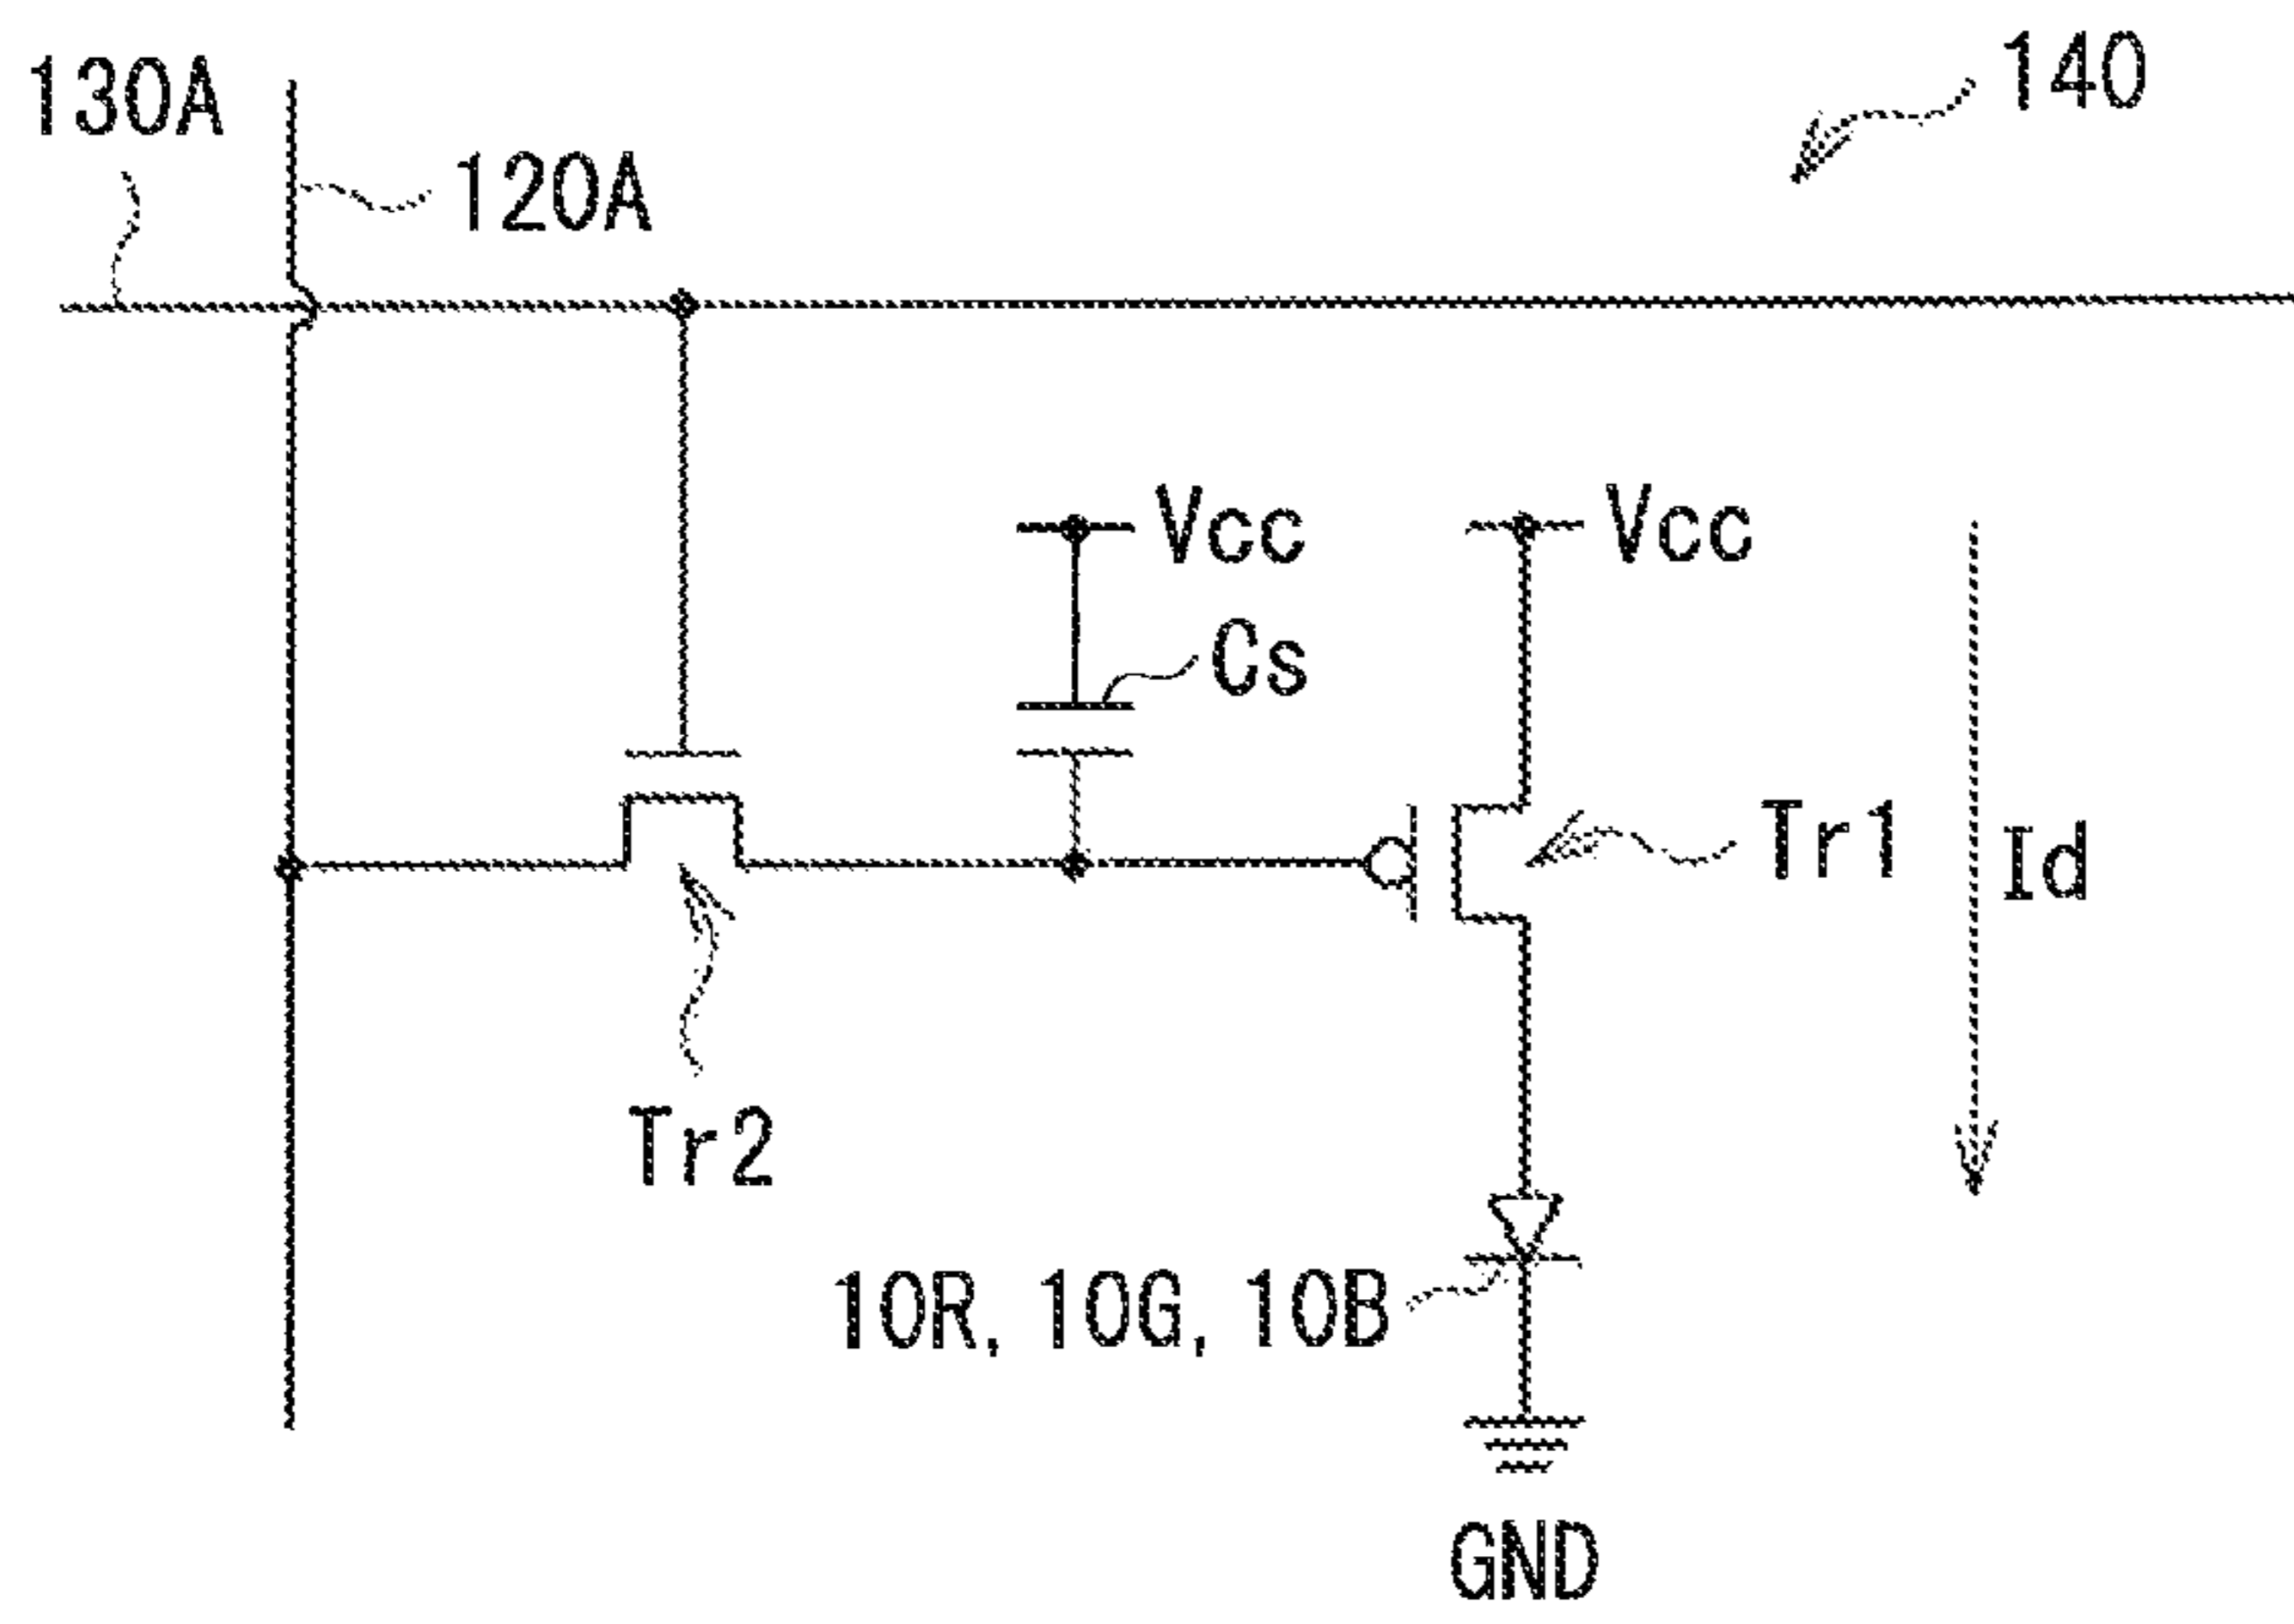 140
130A
120A
Vcc
Vcc
Cs
Tr1
Id
Tr2
10R, 10G, 10B
GND